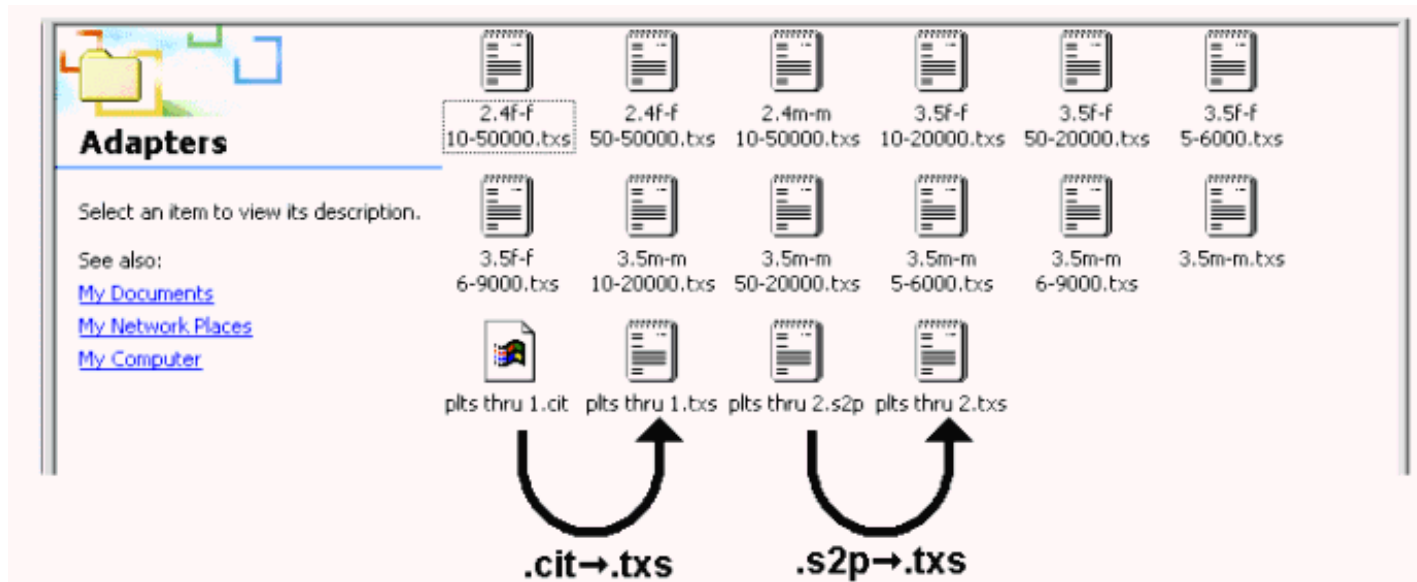 Adapters
Select an item to view its description.
See also:
My Documents
My Network Places
My Computer
2.4f-f
10-50000.txs
2.4f-f
50-50000.txs
2.4m-m
10-50000.txs
3.5f-f
10-20000.txs
3.5f-f
50-20000.txs
3.5f-f
5-6000.txs
3.5f-f
6-9000.txs
3.5m-m
10-20000.txs
3.5m-m
50-20000.txs
3.5m-m
5-6000.txs
3.5m-m
6-9000.txs
3.5m-m.txs
plts thru 1.cit
plts thru 1.txs
plts thru 2.s2p
plts thru 2.txs
.cit→.txs
.s2p→.txs